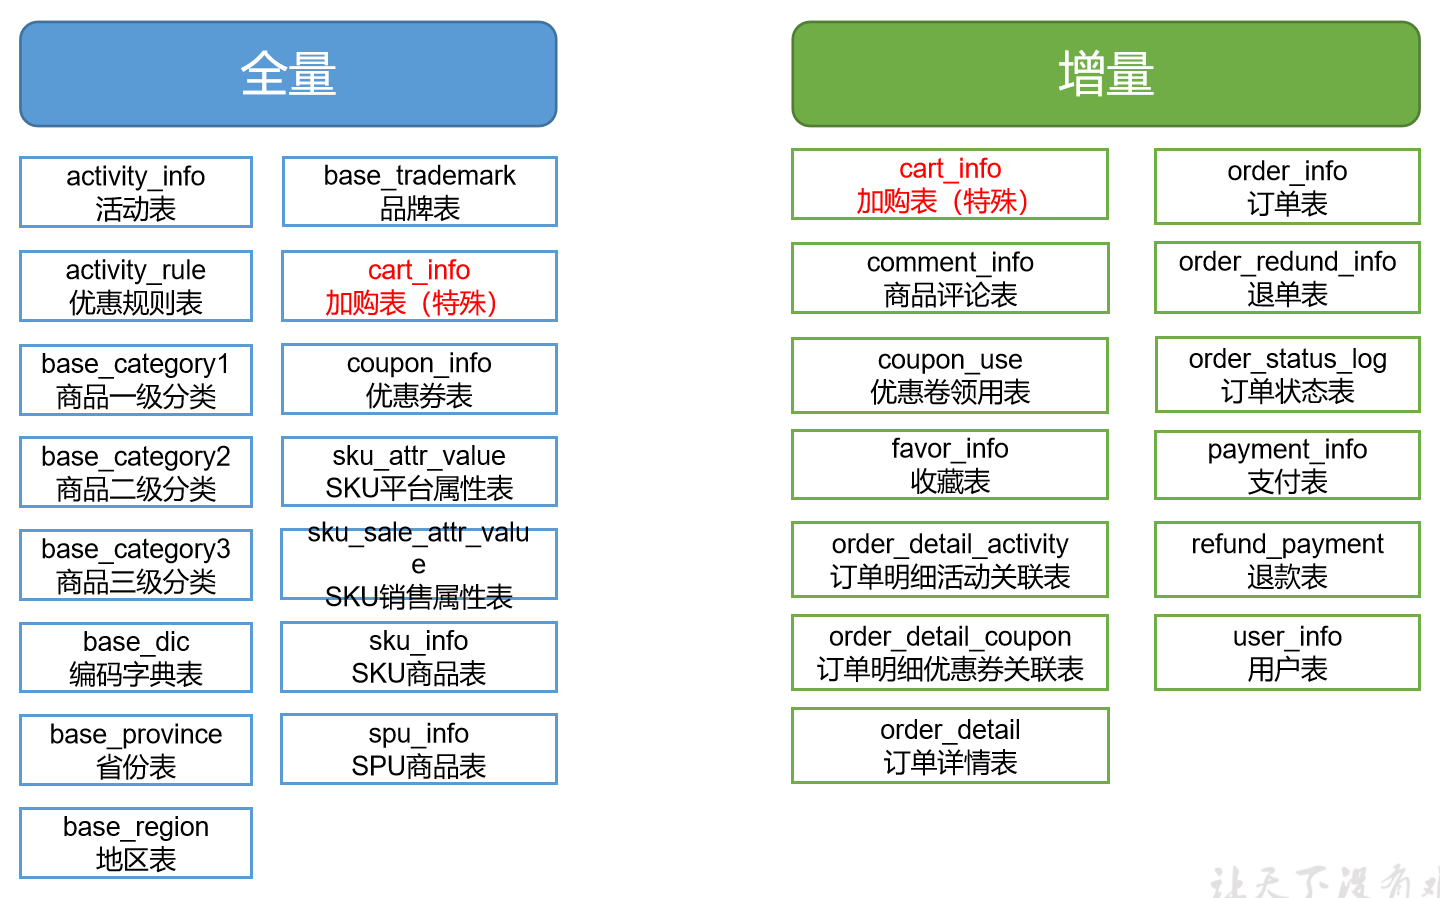 全量
activity_info
活动表
activity_rule
优惠规则表
base_category1
商品一级分类
base_category2
商品二级分类
base_category3
商品三级分类
base_dic
编码字典表
base_province
省份表
base_region
地区表
base_trademark
品牌表
cart_info
加购表（特殊）
coupon_info
优惠券表
sku_attr_value
SKU平台属性表
sku_sale_attr_valu
e
SKU销售属性表
sku_info
SKU商品表
spu_info
SPU商品表
增量
cart_info
加购表（特殊）
comment_info
商品评论表
coupon_use
优惠卷领用表
favor_info
收藏表
order_detail_activity
订单明细活动关联表
order_detail_coupon
订单明细优惠券关联表
order_detail
订单详情表
order_info
订单表
order_redund_info
退单表
order_status_log
订单状态表
payment_info
支付表
refund_payment
退款表
user_info
用户表
让天下没有难